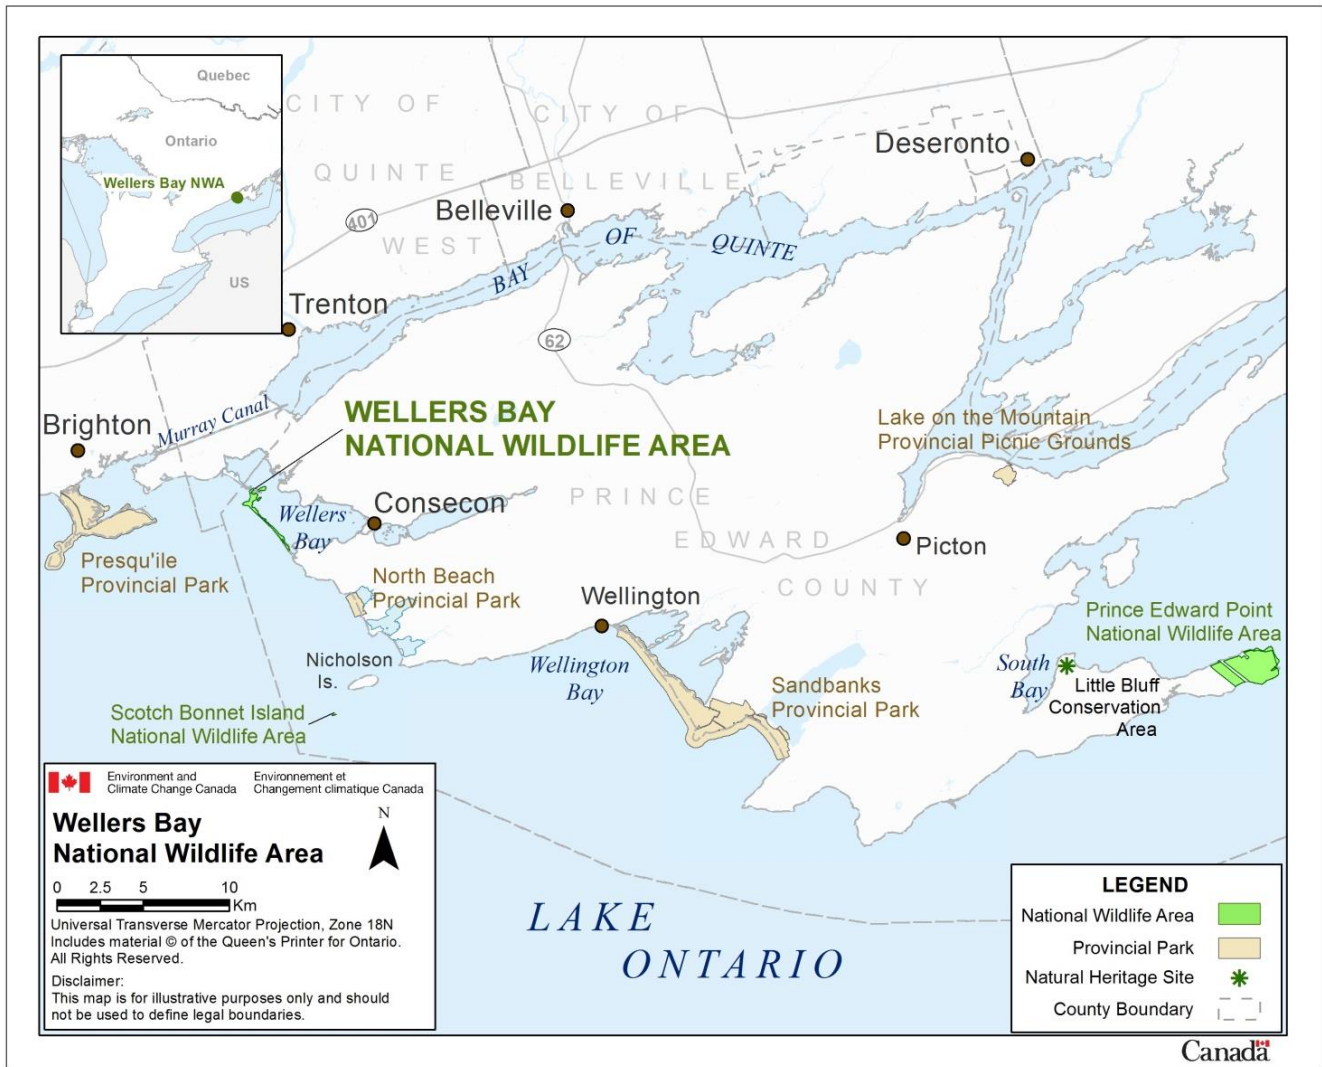 Quebec
Ontario
Wellers Bay NWA
US
CITY OF
QUINTE
WEST
CITY OF
BELLEVILLE
Deseronto
401
Belleville
BAY
OF
QUINTE
Trenton
62
Brighton
Murray Canal
WELLERS BAY
NATIONAL WILDLIFE AREA
Lake on the Mountain
Provincial Picnic Grounds
Wellers
Bay
Consecon
PRINCE
EDWARD
COUNTY
Picton
Presqu'ile
Provincial Park
North Beach
Provincial Park
Wellington
Prince Edward Point
National Wildlife Area
Nicholson
Is.
Wellington
Bay
South
Bay
Little Bluff
Conservation
Area
Sandbanks
Provincial Park
Scotch Bonnet Island
National Wildlife Area
Environment and
Climate Change Canada
Environnement et
Changement climatique Canada
Wellers Bay
National Wildlife Area
N
0 2.5 5 10
Km
Universal Transverse Mercator Projection, Zone 18N
Includes material © of the Queen's Printer for Ontario.
All Rights Reserved.
Disclaimer:
This map is for illustrative purposes only and should
not be used to define legal boundaries.
LAKE
ONTARIO
LEGEND
National Wildlife Area
Provincial Park
Natural Heritage Site
County Boundary
Canada